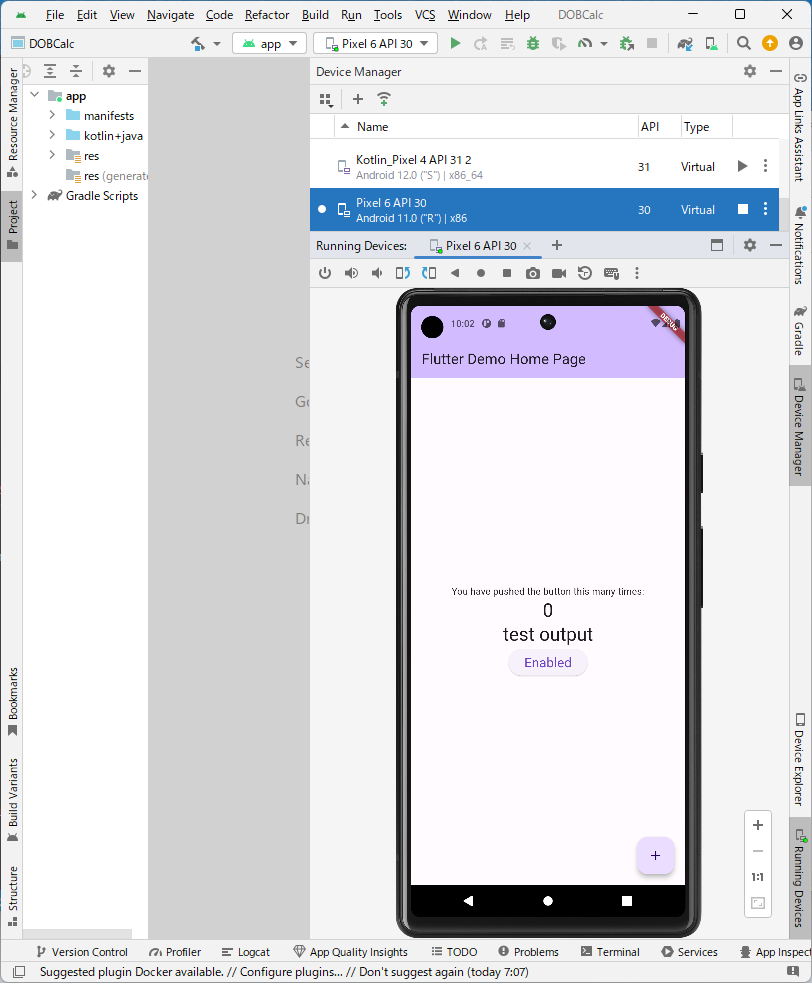 File Edit View Navigate Code Refactor Build Run Tools VCS Window Help DOBCalc
DOBCalc app Pixel 6 API 30
Resource Manager
Project
Bookmarks
Build Variants
Structure
app
manifests
kotlin+java
res
res (generate
Gradle Scripts
Se
Go
Re
Na
Dr
Device Manager
Name API Type
Kotlin_Pixel 4 API 31 2 31 Virtual
Android 12.0 ("S") | x86_64
Pixel 6 API 30 30 Virtual
Android 11.0 ("R") | x86
Running Devices: Pixel 6 API 30
10:02
DEBUG
Flutter Demo Home Page
You have pushed the button this many times:
0
test output
Enabled
+
1:1
App Links Assistant
Notifications
Gradle
Device Manager
Device Explorer
Running Devices
Version Control Profiler Logcat App Quality Insights TODO Problems Terminal Services App Inspect
Suggested plugin Docker available. // Configure plugins... // Don't suggest again (today 7:07)